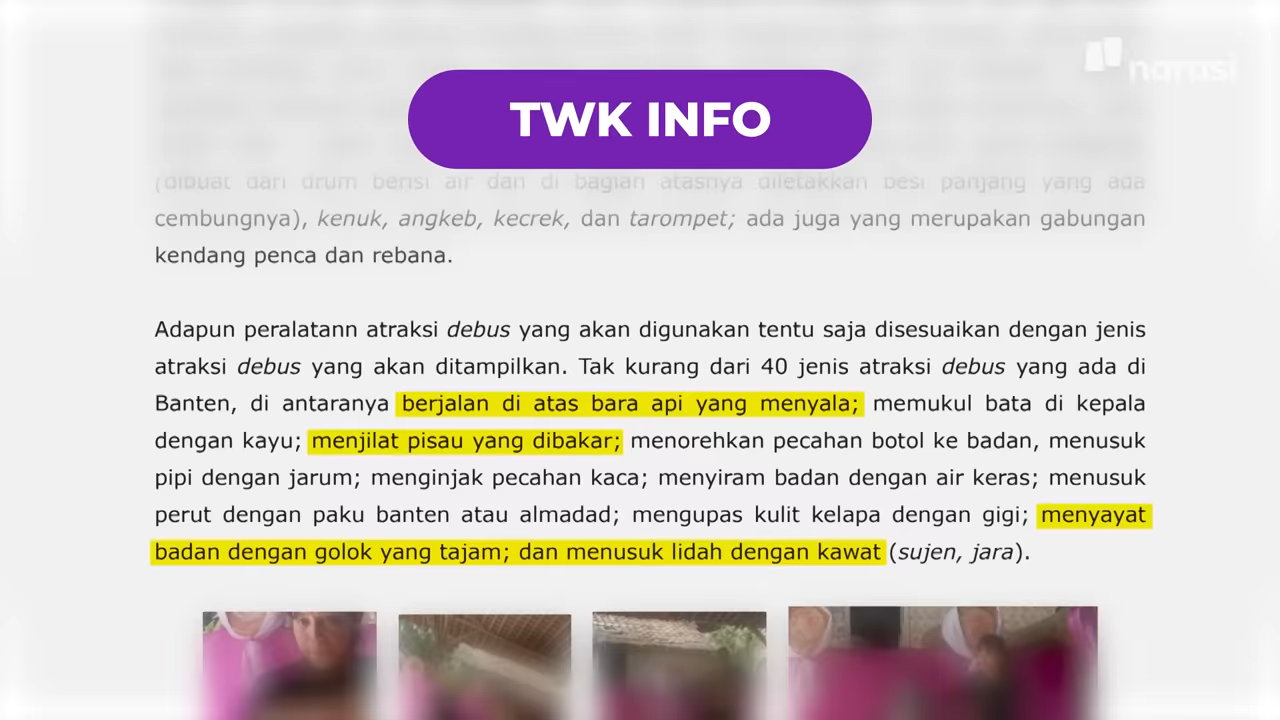 narasi
TWK INFO
(dibuat dari drum berisi air dan di bagian atasnya diletakkan besi panjang yang ada
cembungnya), kenuk, angkeb, kecrek, dan tarompet; ada juga yang merupakan gabungan
kendang penca dan rebana.
Adapun peralatann atraksi debus yang akan digunakan tentu saja disesuaikan dengan jenis
atraksi debus yang akan ditampilkan. Tak kurang dari 40 jenis atraksi debus yang ada di
Banten, di antaranya berjalan di atas bara api yang menyala; memukul bata di kepala
dengan kayu; menjilat pisau yang dibakar; menorehkan pecahan botol ke badan, menusuk
pipi dengan jarum; menginjak pecahan kaca; menyiram badan dengan air keras; menusuk
perut dengan paku banten atau almadad; mengupas kulit kelapa dengan gigi; menyayat
badan dengan golok yang tajam; dan menusuk lidah dengan kawat (sujen, jara).